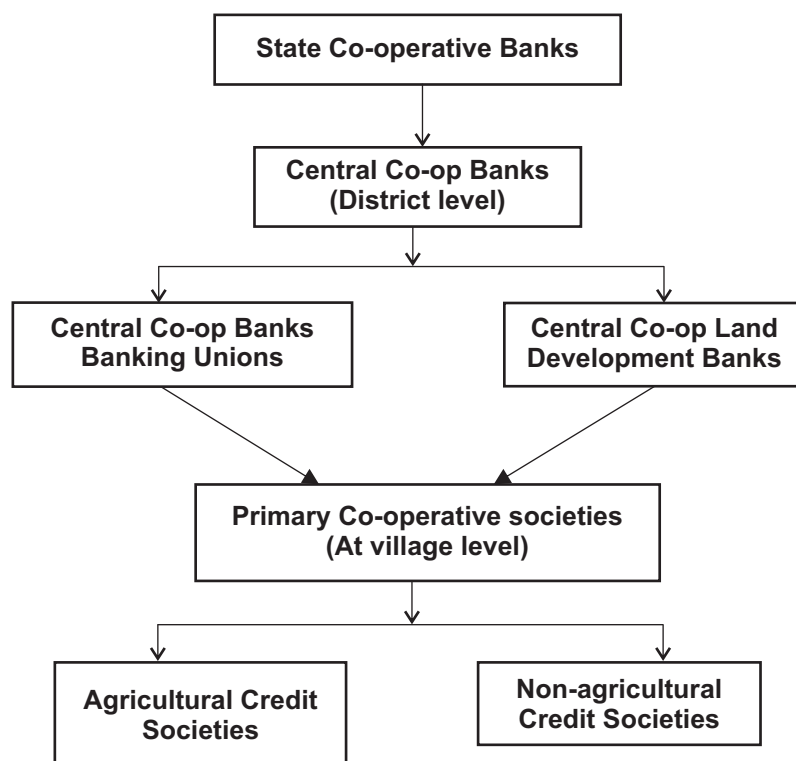 State Co-operative Banks
Central Co-op Banks
(District level)
Central Co-op Banks
Banking Unions
Central Co-op Land
Development Banks
Primary Co-operative societies
(At village level)
Agricultural Credit
Societies
Non-agricultural
Credit Societies